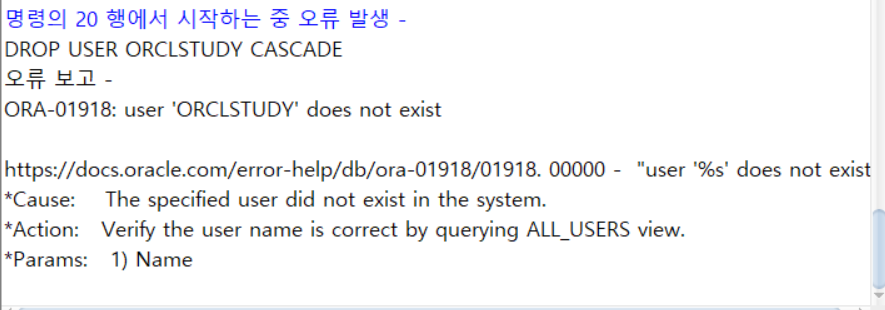 명령의 20 행에서 시작하는 중 오류 발생 -
DROP USER ORCLSTUDY CASCADE
오류 보고 -
ORA-01918: user 'ORCLSTUDY' does not exist
https://docs.oracle.com/error-help/db/ora-01918/01918. 00000 -  "user '%s' does not exist
*Cause:    The specified user did not exist in the system.
*Action:   Verify the user name is correct by querying ALL_USERS view.
*Params:   1) Name